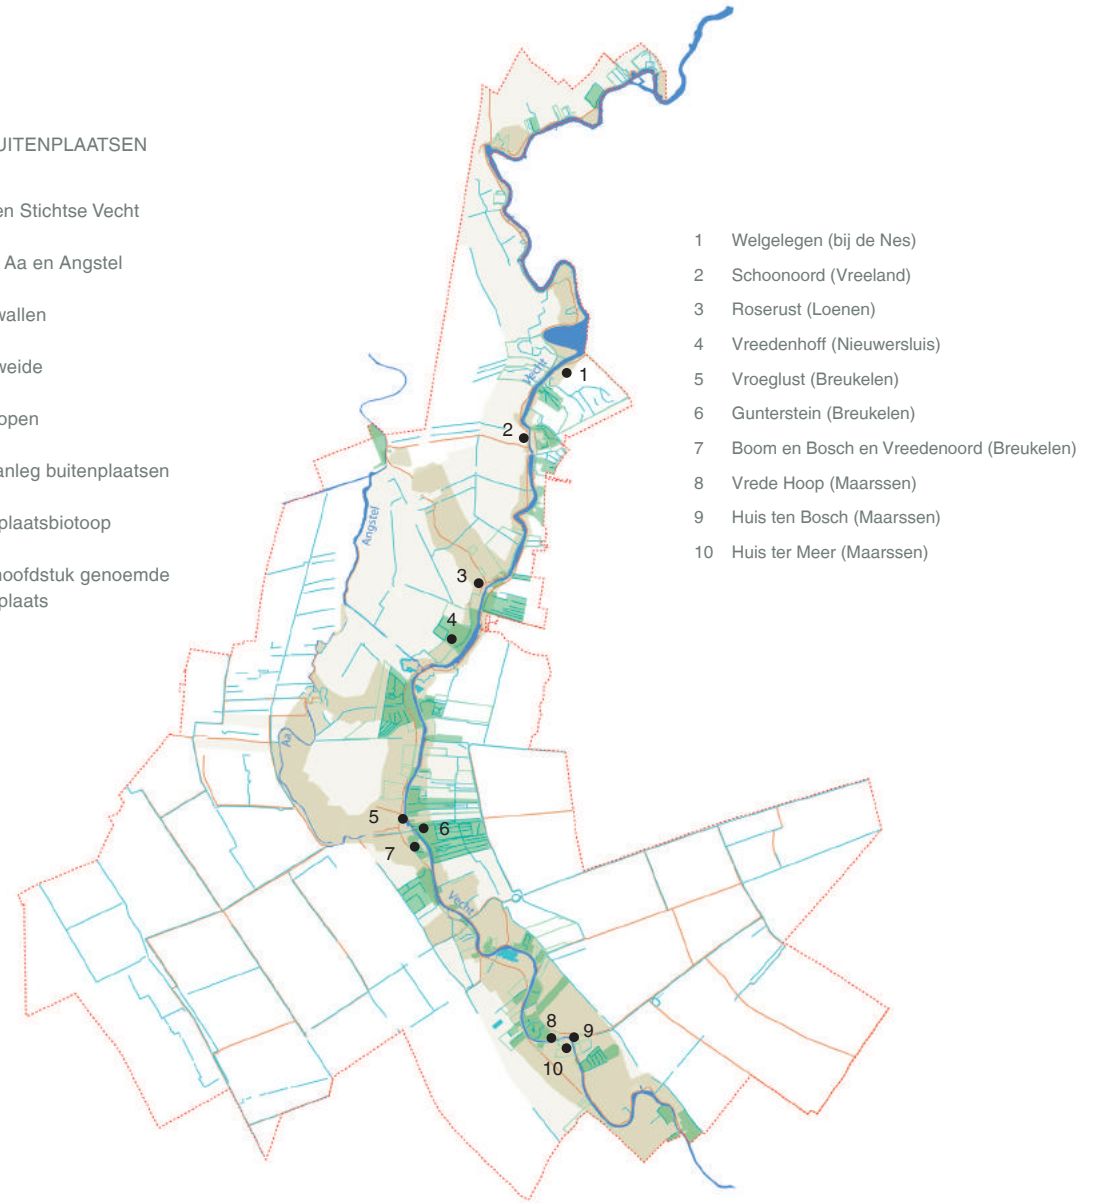 UITENPLAATSEN
en Stichtse Vecht
Aa en Angstel
wallen
weide
open
anleg buitenplaatsen
plaatsbiotoop
hoofdstuk genoemde
plaats
1 Welgelegen (bij de Nes)
2 Schoonoord (Vreeland)
3 Roserust (Loenen)
4 Vreedenhoff (Nieuwersluis)
5 Vroeglust (Breukelen)
6 Gunterstein (Breukelen)
7 Boom en Bosch en Vreedenoord (Breukelen)
8 Vrede Hoop (Maarssen)
9 Huis ten Bosch (Maarssen)
10 Huis ter Meer (Maarssen)
Vecht
1
2
Angstel
3
4
Aa
5
6
7
Vecht
8
9
10